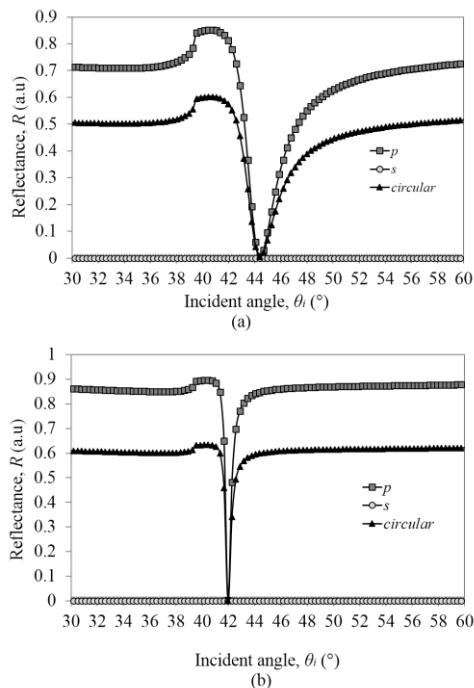 0.9
0.8
0.7
0.6
0.5
0.4
0.3
0.2
0.1
0
Reflectance, R (a.u)
p
s
circular
30 32 34 36 38 40 42 44 46 48 50 52 54 56 58 60
Incident angle, θi (°)
(a)
1
0.9
0.8
0.7
0.6
0.5
0.4
0.3
0.2
0.1
0
Reflectance, R (a.u)
p
s
circular
30 32 34 36 38 40 42 44 46 48 50 52 54 56 58 60
Incident angle, θi (°)
(b)